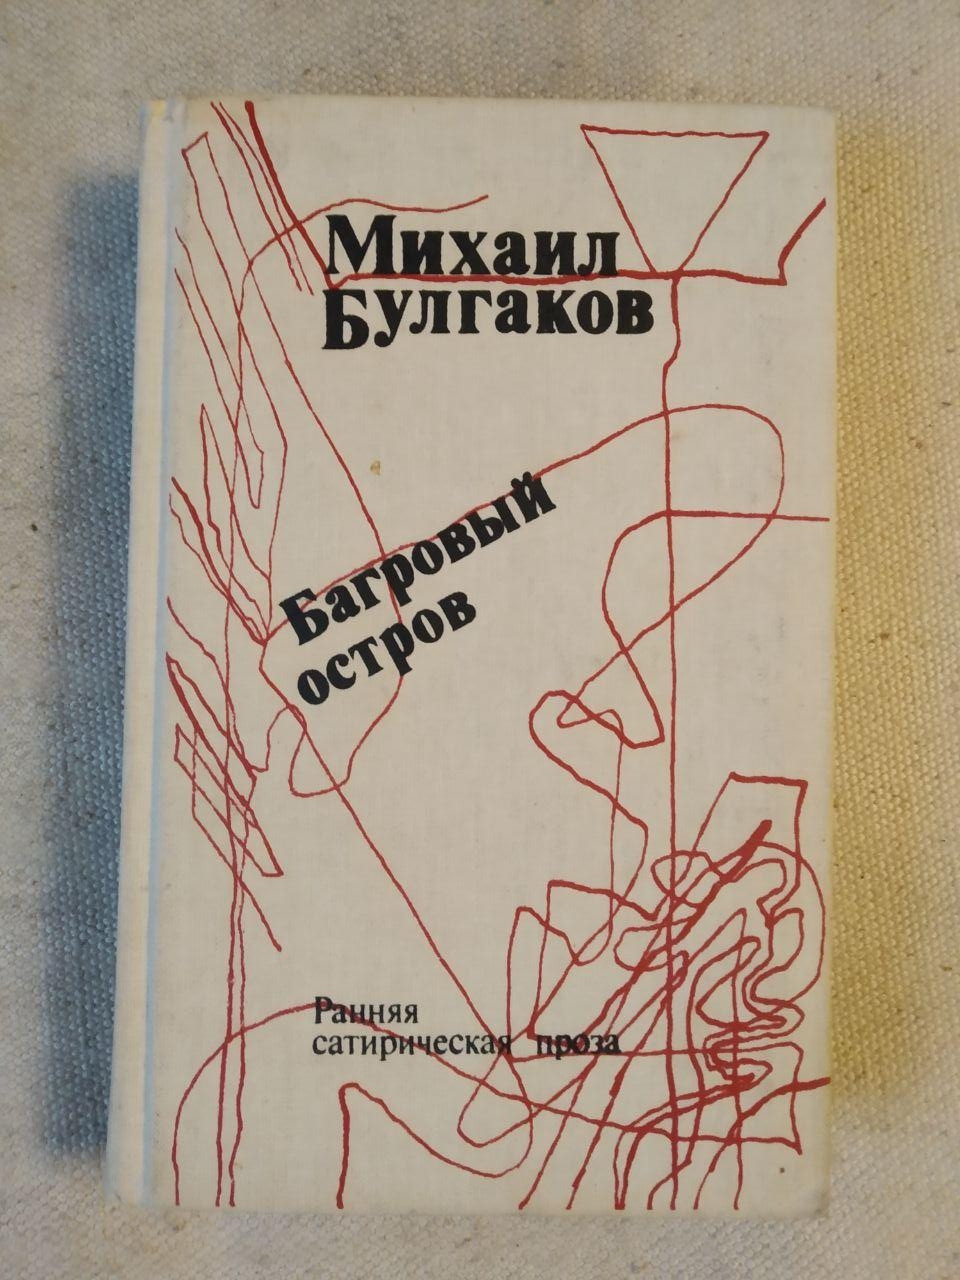 Михаил
Булгаков
Багровый
остров
Ранняя
сатирическая проза